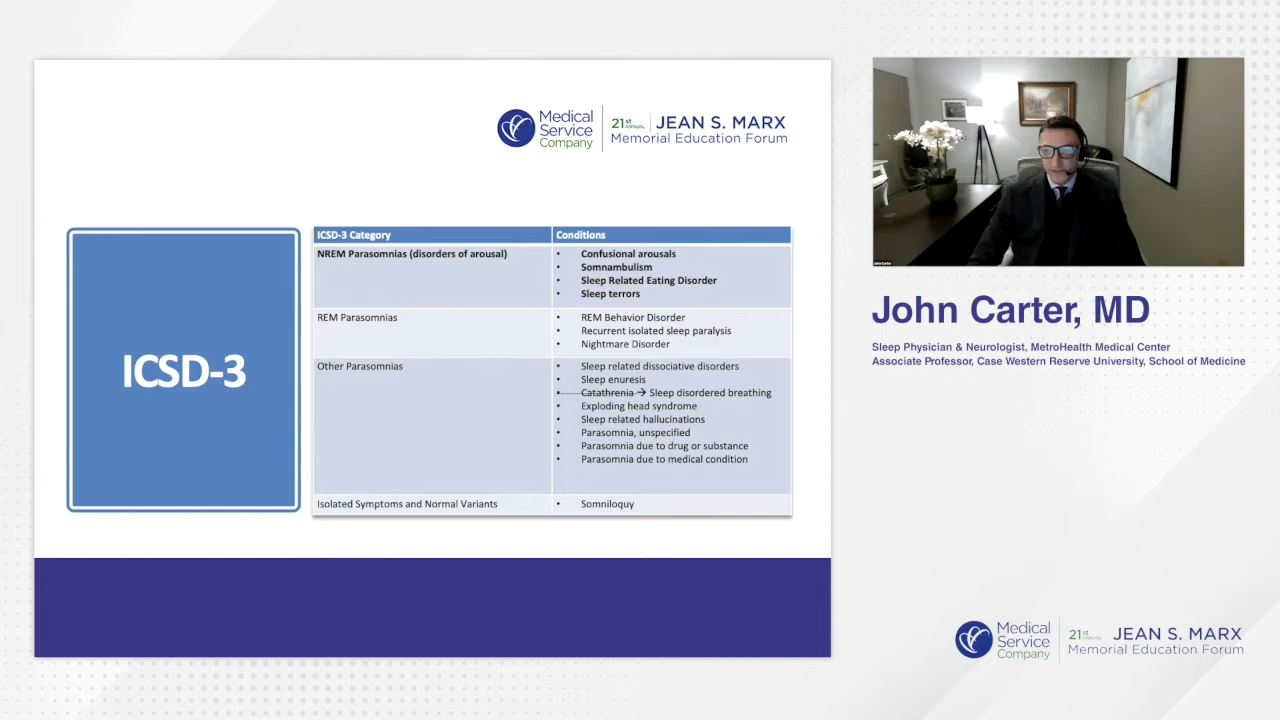 Medical
Service
Company
21st ANNUAL JEAN S. MARX
Memorial Education Forum
ICSD-3
ICSD-3 Category Conditions
NREM Parasomnias (disorders of arousal)
• Confusional arousals
• Somnambulism
• Sleep Related Eating Disorder
• Sleep terrors
REM Parasomnias
• REM Behavior Disorder
• Recurrent isolated sleep paralysis
• Nightmare Disorder
Other Parasomnias
• Sleep related dissociative disorders
• Sleep enuresis
• Catathrenia → Sleep disordered breathing
• Exploding head syndrome
• Sleep related hallucinations
• Parasomnia, unspecified
• Parasomnia due to drug or substance
• Parasomnia due to medical condition
Isolated Symptoms and Normal Variants
• Somniloquy
John Carter
John Carter, MD
Sleep Physician & Neurologist, MetroHealth Medical Center
Associate Professor, Case Western Reserve University, School of Medicine
Medical
Service
Company
21st ANNUAL JEAN S. MARX
Memorial Education Forum